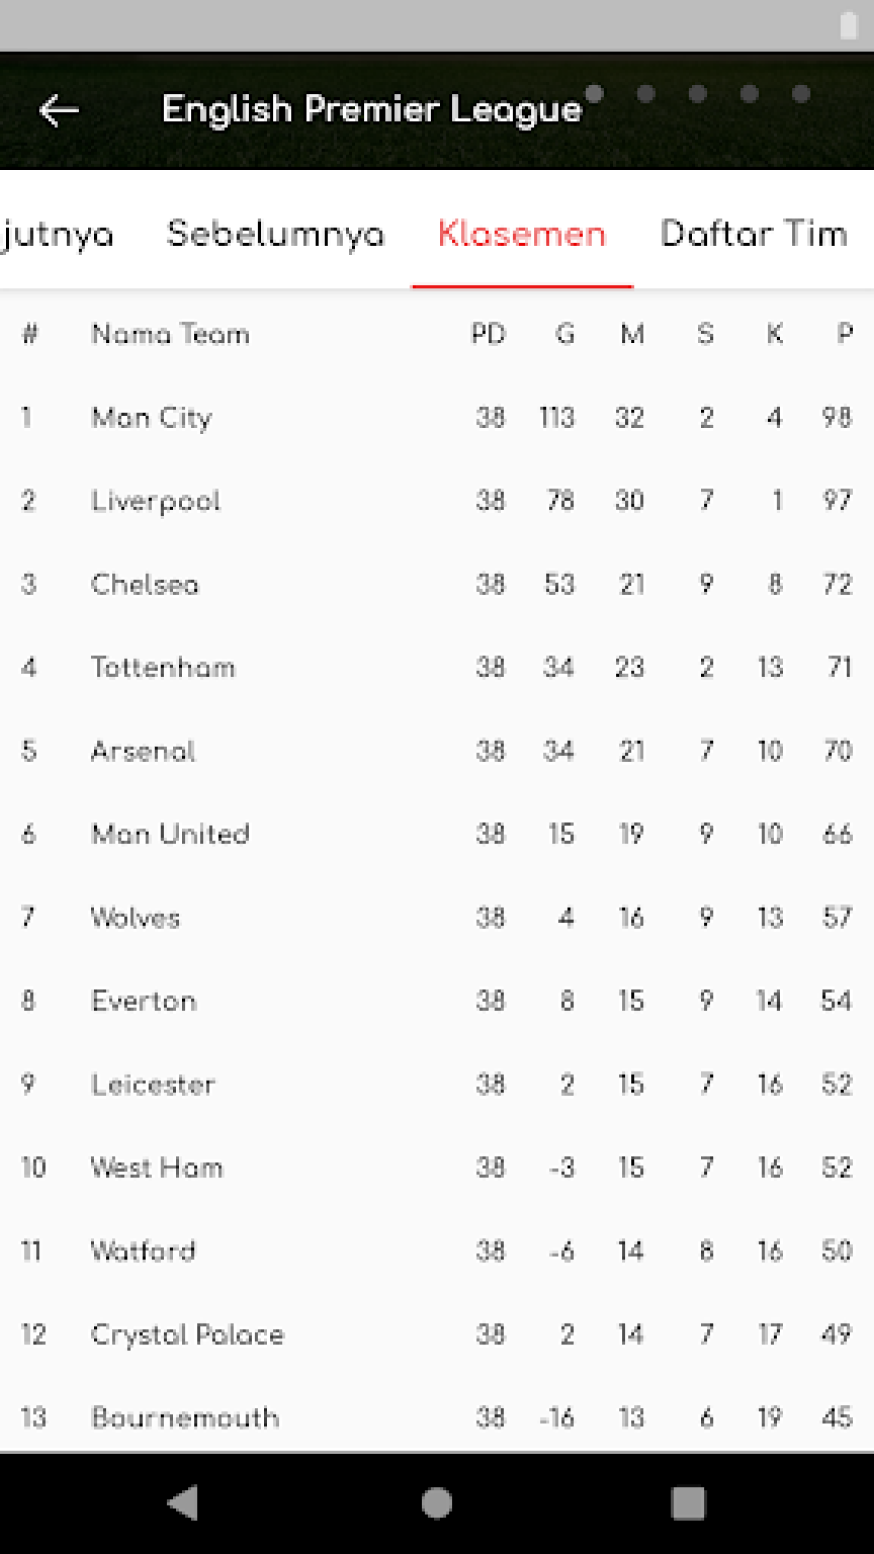 English Premier League
jutnya Sebelumnya Klasemen Daftar Tim
# Nama Team PD G M S K P
1 Man City 38 113 32 2 4 98
2 Liverpool 38 78 30 7 1 97
3 Chelsea 38 53 21 9 8 72
4 Tottenham 38 34 23 2 13 71
5 Arsenal 38 34 21 7 10 70
6 Man United 38 15 19 9 10 66
7 Wolves 38 4 16 9 13 57
8 Everton 38 8 15 9 14 54
9 Leicester 38 2 15 7 16 52
10 West Ham 38 -3 15 7 16 52
11 Watford 38 -6 14 8 16 50
12 Crystal Palace 38 2 14 7 17 49
13 Bournemouth 38 -16 13 6 19 45